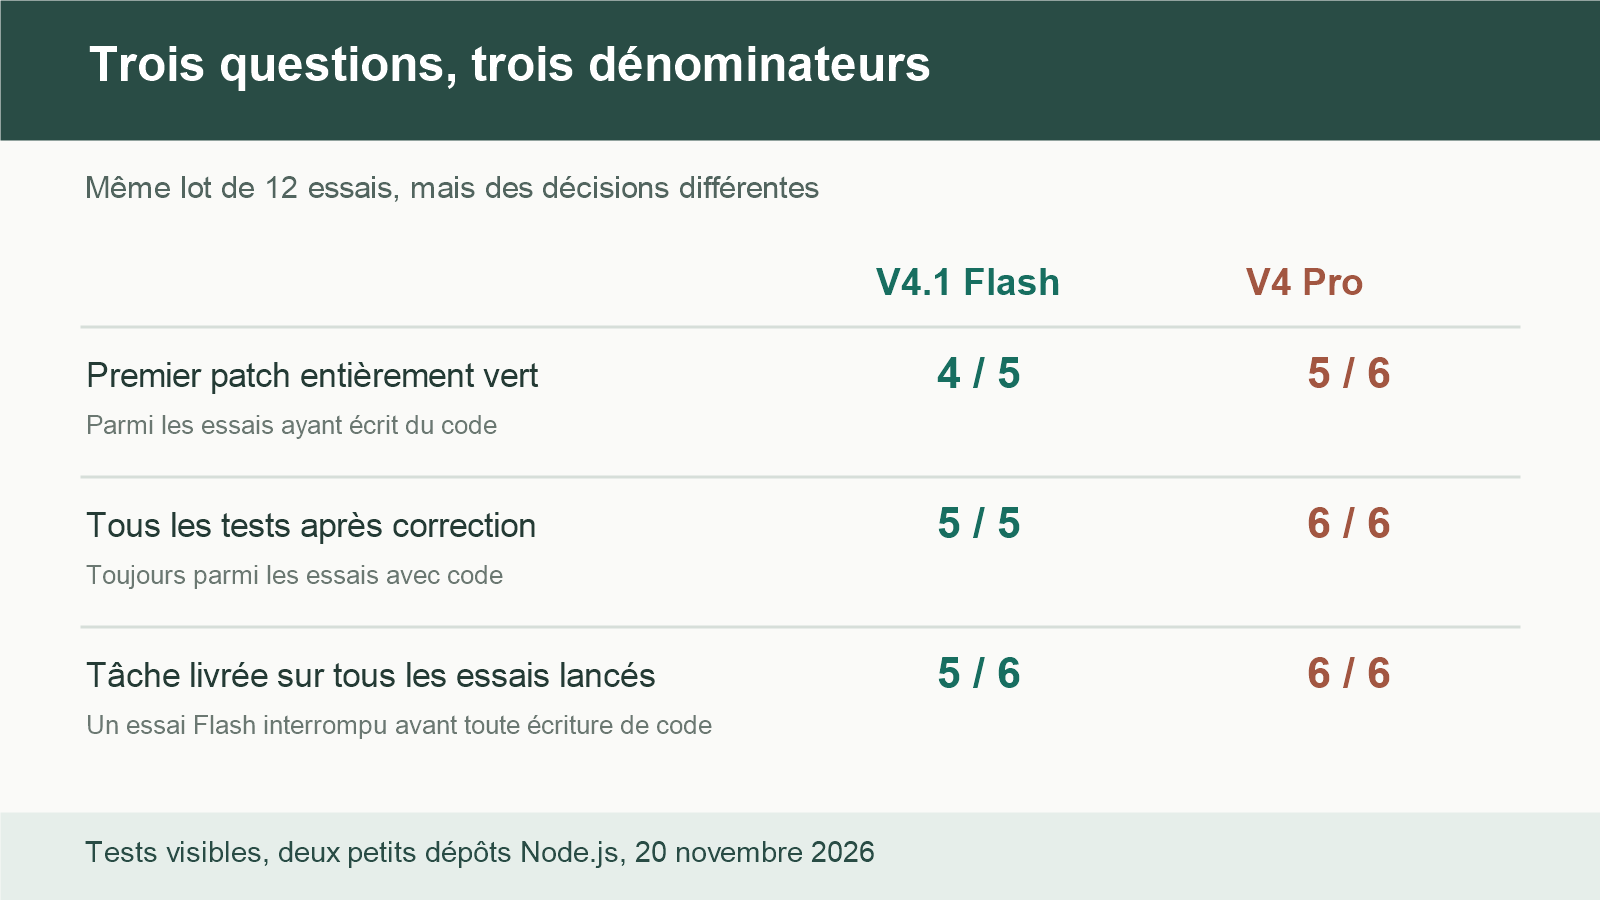 Trois questions, trois dénominateurs
Même lot de 12 essais, mais des décisions différentes
V4.1 Flash V4 Pro
Premier patch entièrement vert 4 / 5 5 / 6
Parmi les essais ayant écrit du code
Tous les tests après correction 5 / 5 6 / 6
Toujours parmi les essais avec code
Tâche livrée sur tous les essais lancés 5 / 6 6 / 6
Un essai Flash interrompu avant toute écriture de code
Tests visibles, deux petits dépôts Node.js, 20 novembre 2026